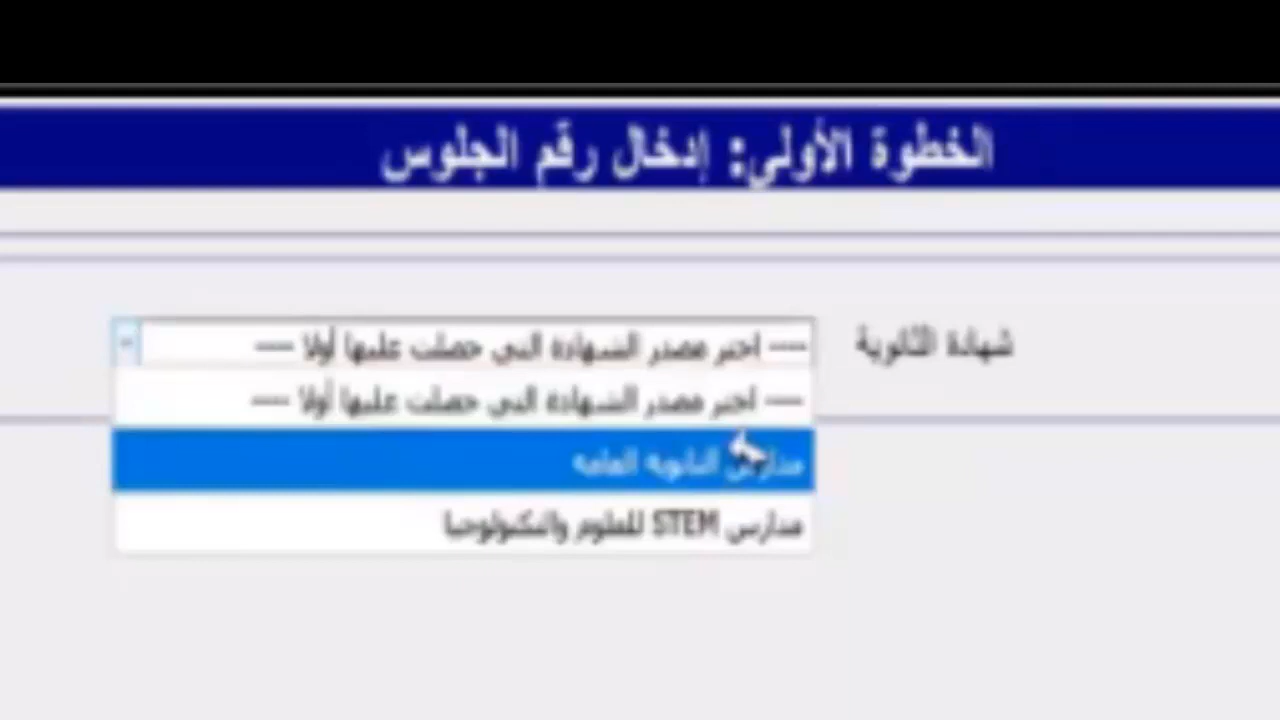 الخطوة الأولى: إدخال رقم الجلوس
شهادة الثانوية
---- اختر مصدر الشهادة التي حصلت عليها أولا ----
---- اختر مصدر الشهادة التي حصلت عليها أولا ----
مدارس الثانوية العامة
مدارس STEM للعلوم والتكنولوجيا